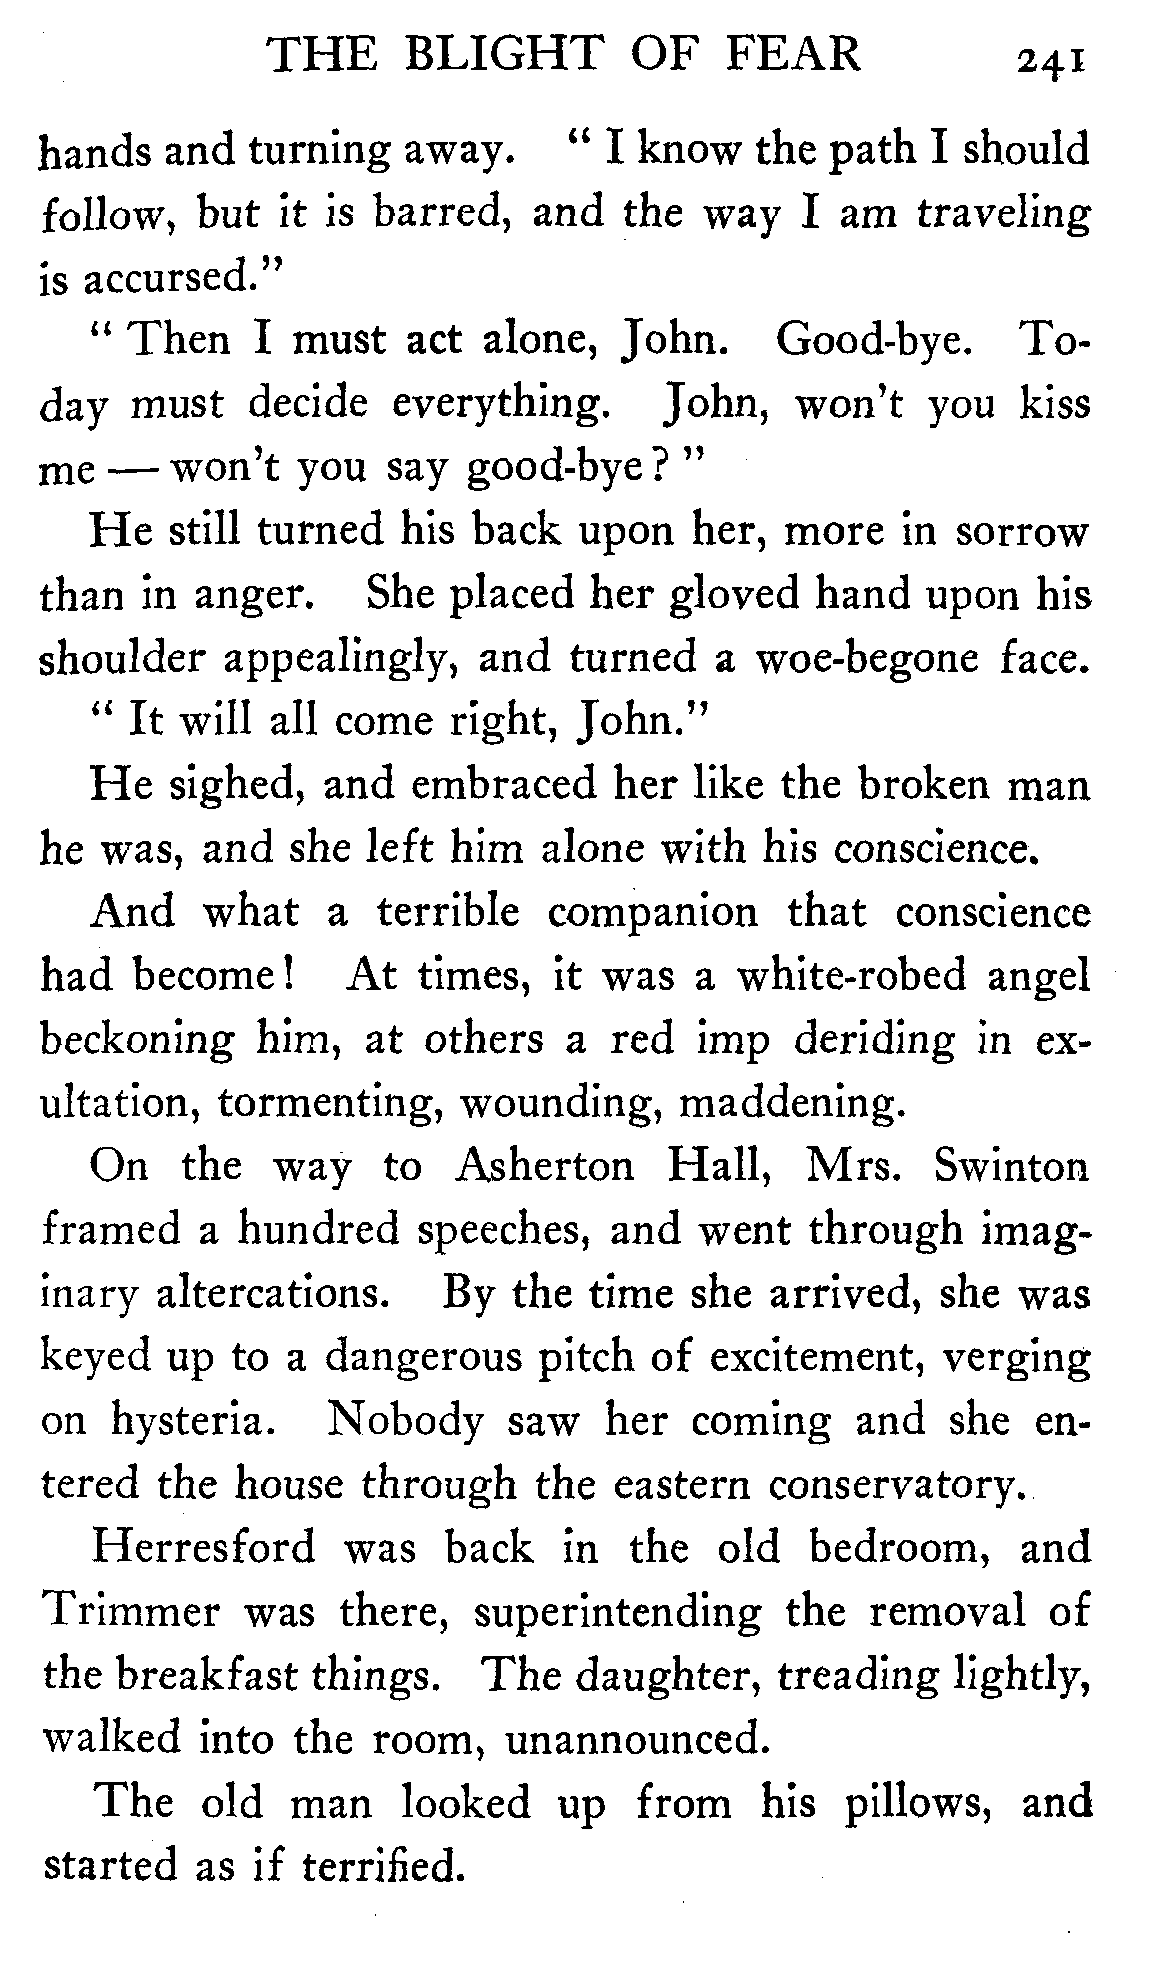 THE BLIGHT OF FEAR 241
hands and turning away. " I know the path I should
follow, but it is barred, and the way I am traveling
is accursed."
" Then I must act alone, John. Good-bye. To-
day must decide everything. John, won't you kiss
me — won't you say good-bye? "
He still turned his back upon her, more in sorrow
than in anger. She placed her gloved hand upon his
shoulder appealingly, and turned a woe-begone face.
" It will all come right, John."
He sighed, and embraced her like the broken man
he was, and she left him alone with his conscience.
And what a terrible companion that conscience
had become! At times, it was a white-robed angel
beckoning him, at others a red imp deriding in ex-
ultation, tormenting, wounding, maddening.
On the way to Asherton Hall, Mrs. Swinton
framed a hundred speeches, and went through imag-
inary altercations. By the time she arrived, she was
keyed up to a dangerous pitch of excitement, verging
on hysteria. Nobody saw her coming and she en-
tered the house through the eastern conservatory.
Herresford was back in the old bedroom, and
Trimmer was there, superintending the removal of
the breakfast things. The daughter, treading lightly,
walked into the room, unannounced.
The old man looked up from his pillows, and
started as if terrified.